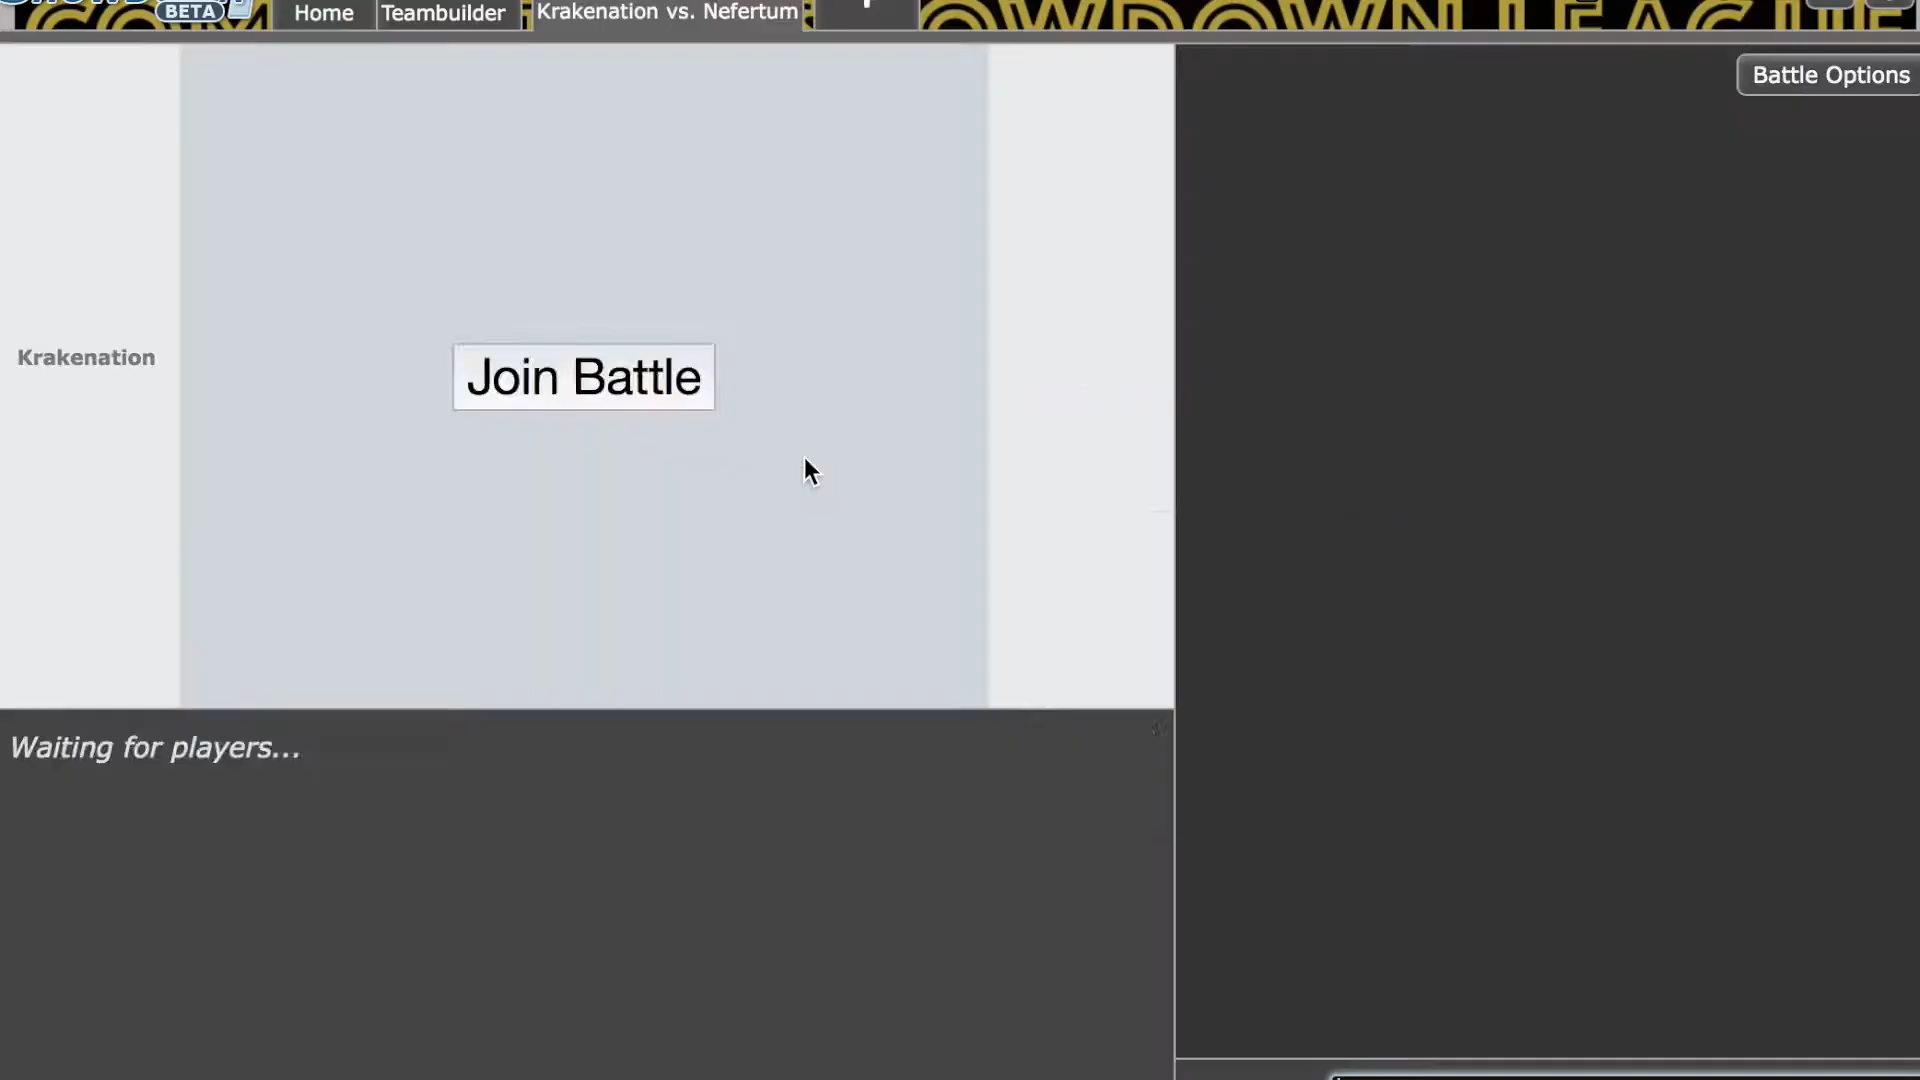 BETA
Home
Teambuilder
Krakenation vs. Nefertum
Battle Options
Krakenation
Join Battle
Waiting for players...